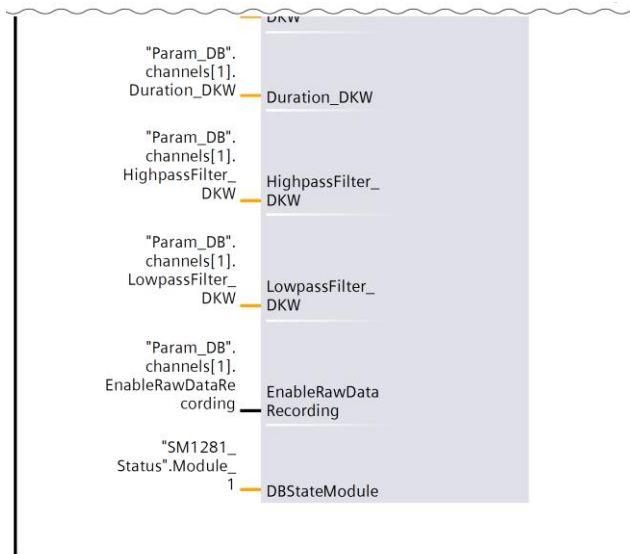 DKW
"Param_DB".
channels[1].
Duration_DKW
Duration_DKW
"Param_DB".
channels[1].
HighpassFilter_
DKW
HighpassFilter_
DKW
"Param_DB".
channels[1].
LowpassFilter_
DKW
LowpassFilter_
DKW
"Param_DB".
channels[1].
EnableRawDataRe
cording
EnableRawData
Recording
"SM1281_
Status".Module_
1
DBStateModule